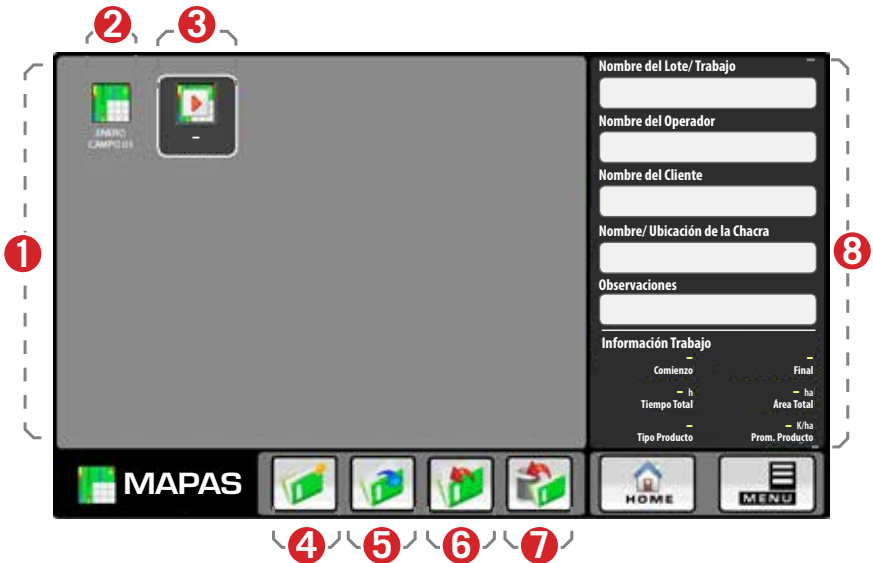 2
3
1
ENERO
CAMPO 01
–
Nombre del Lote/ Trabajo
Nombre del Operador
Nombre del Cliente
Nombre/ Ubicación de la Chacra
Observaciones
Información Trabajo
– –
Comienzo Final
– h – ha
Tiempo Total Área Total
– – K/ha
Tipo Producto Prom. Producto
8
MAPAS
HOME
MENU
4
5
6
7